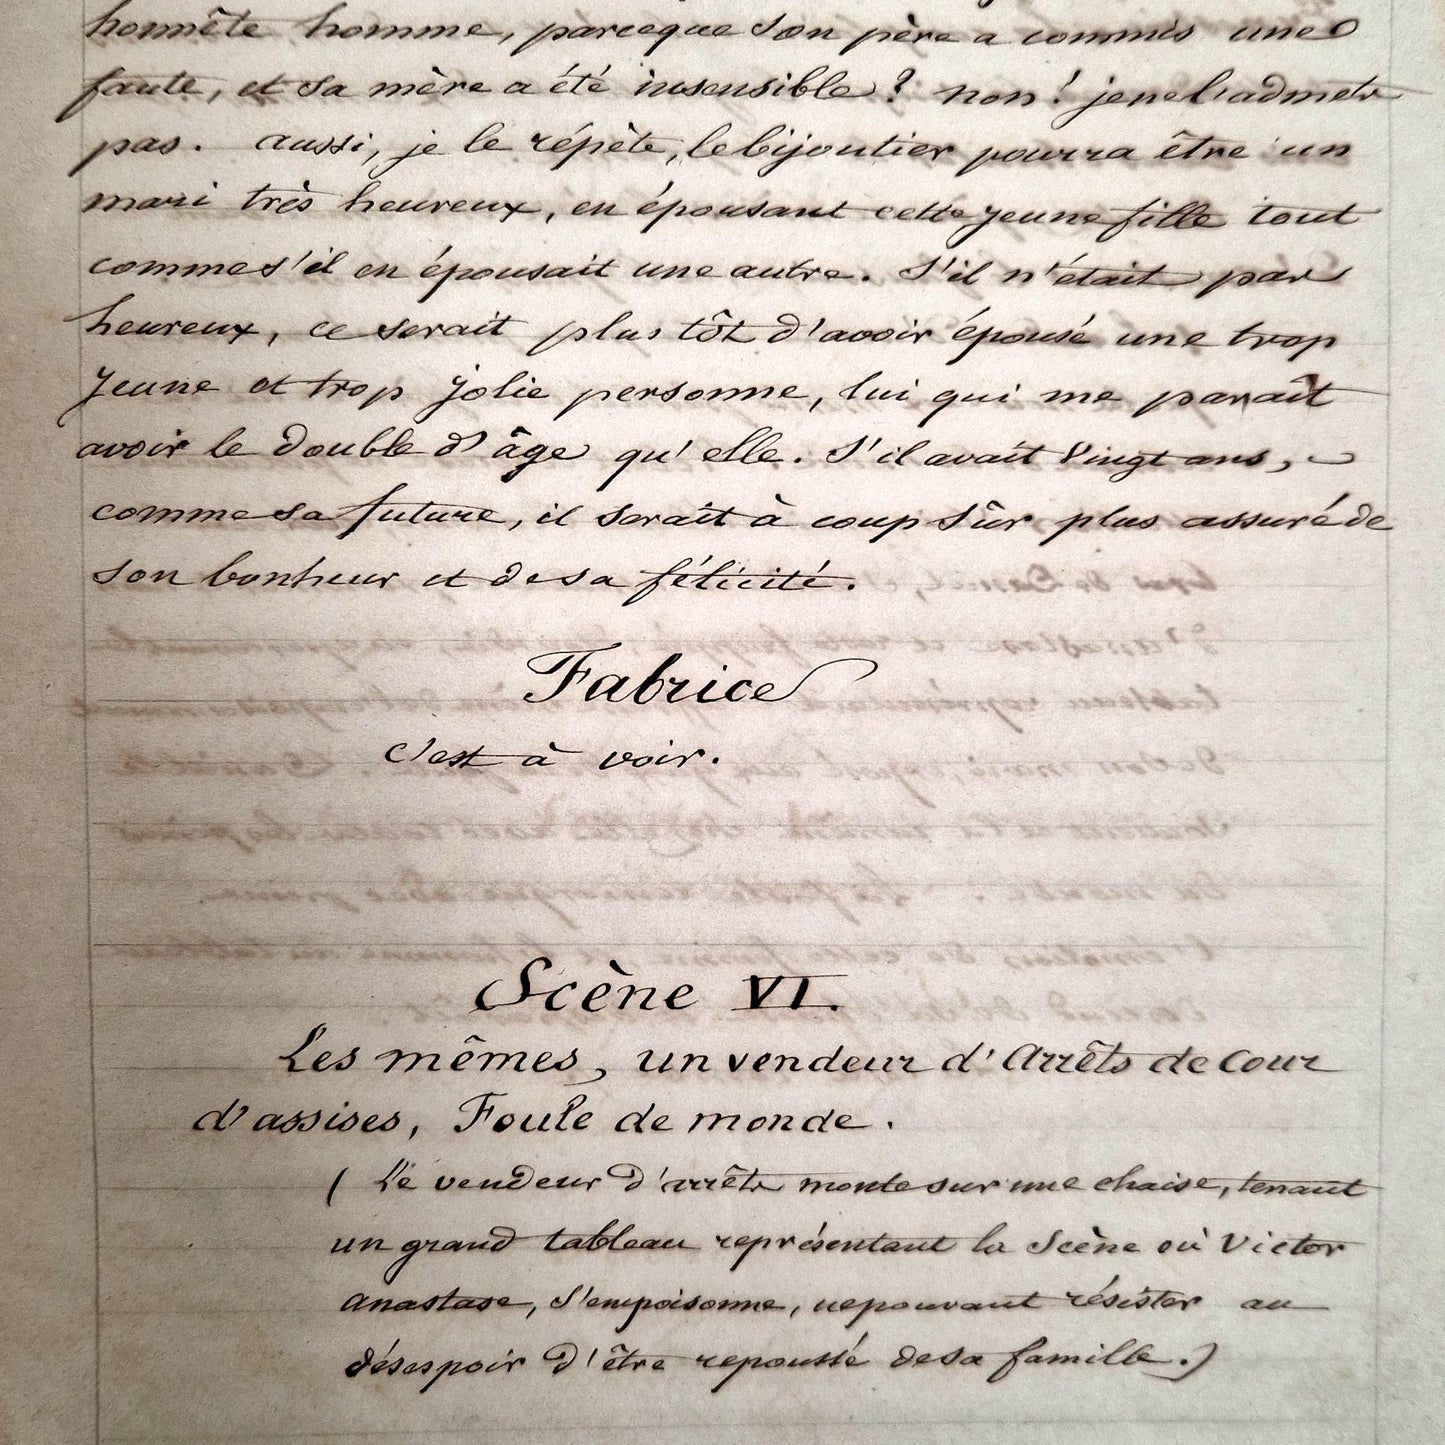 honnête homme, parceque son père a commis une
faute, et sa mère a été insensible? non! je ne l'admets
pas. aussi, je le répète, le bijoutier pourra être un
mari très heureux, en épousant cette jeune fille tout
comme s'il en épousait une autre. S'il n'était pas
heureux, ce serait plus tôt d'avoir épousé une trop
jeune et trop jolie personne, lui qui me paraît
avoir le double d'âge qu'elle. S'il avait vingt ans,
comme sa future, il serait à coup sûr plus assuré de
son bonheur et de sa félicité.
Fabrice
C'est à voir.
Scène VI.
Les mêmes, un vendeur d'Arrêts de Cour
d'assises, Foule de monde.
( Le vendeur d'arrêts monte sur une chaise, tenant
un grand tableau représentant la Scène où Victor
anastase, s'empoisonne, ne pouvant résister au
désespoir d'être repoussé de sa famille.)